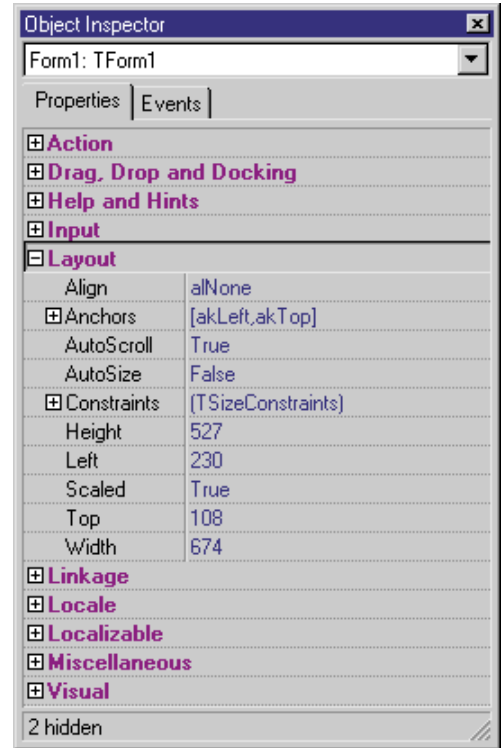 Object Inspector
Form1: TForm1
Properties Events
Action
Drag, Drop and Docking
Help and Hints
Input
Layout
Align alNone
Anchors [akLeft,akTop]
AutoScroll True
AutoSize False
Constraints (TSizeConstraints)
Height 527
Left 230
Scaled True
Top 108
Width 674
Linkage
Locale
Localizable
Miscellaneous
Visual
2 hidden